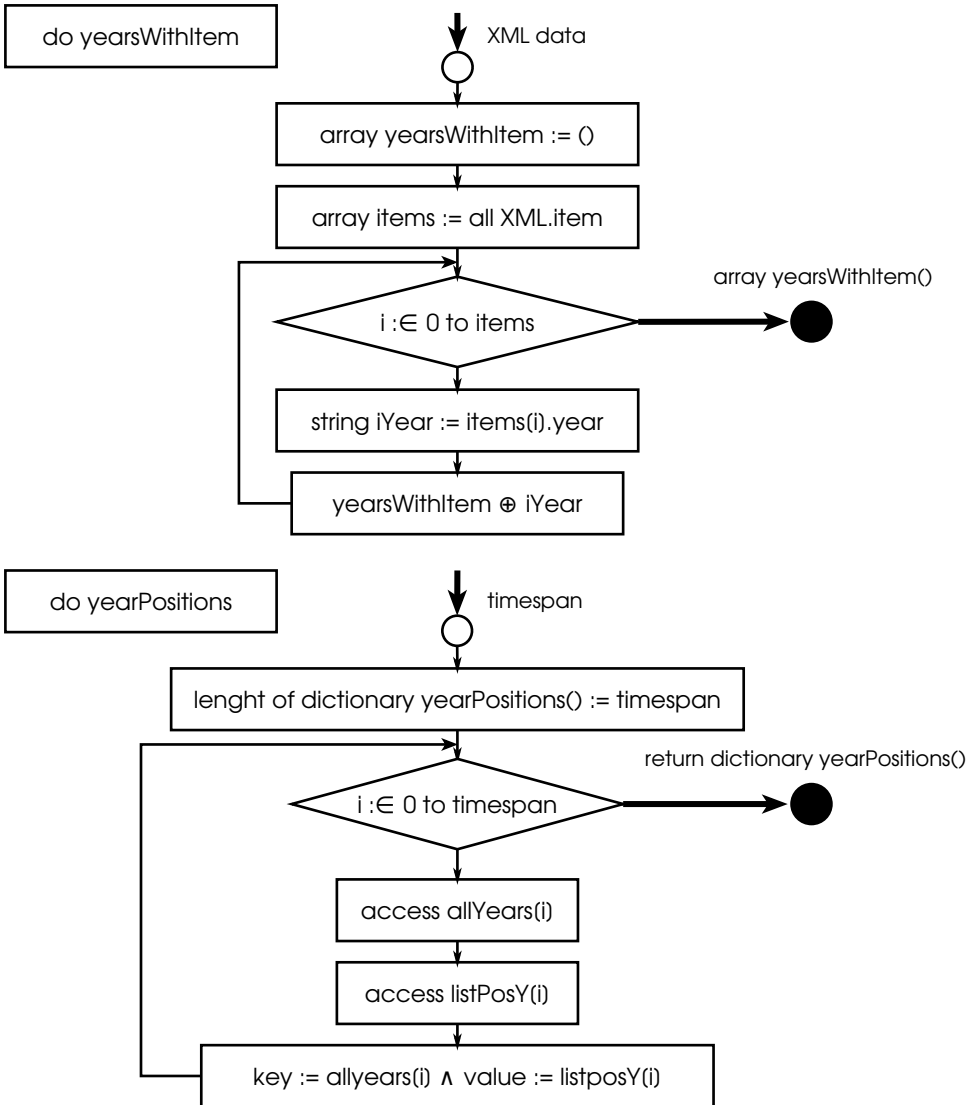 do yearsWithItem
XML data
array yearsWithItem := ()
array items := all XML.item
array yearsWithItem()
i :∈ 0 to items
string iYear := items(i).year
yearsWithItem ⊕ iYear
do yearPositions
timespan
lenght of dictionary yearPositions() := timespan
return dictionary yearPositions()
i :∈ 0 to timespan
access allYears(i)
access listPosY(i)
key := allyears(i) ∧ value := listposY(i)